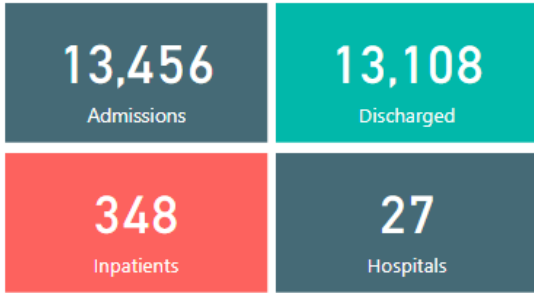 13,456
Admissions
13,108
Discharged
348
Inpatients
27
Hospitals